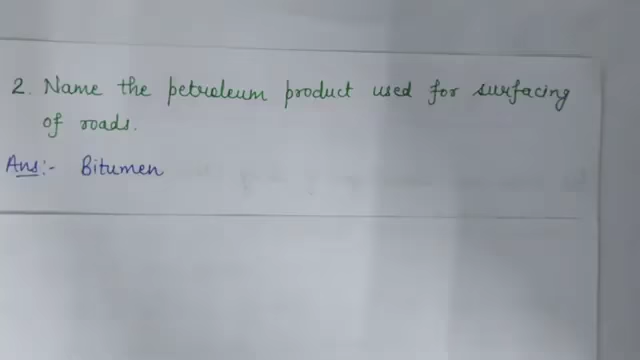 2. Name the petroleum product used for surfacing
of roads.
Ans:- Bitumen